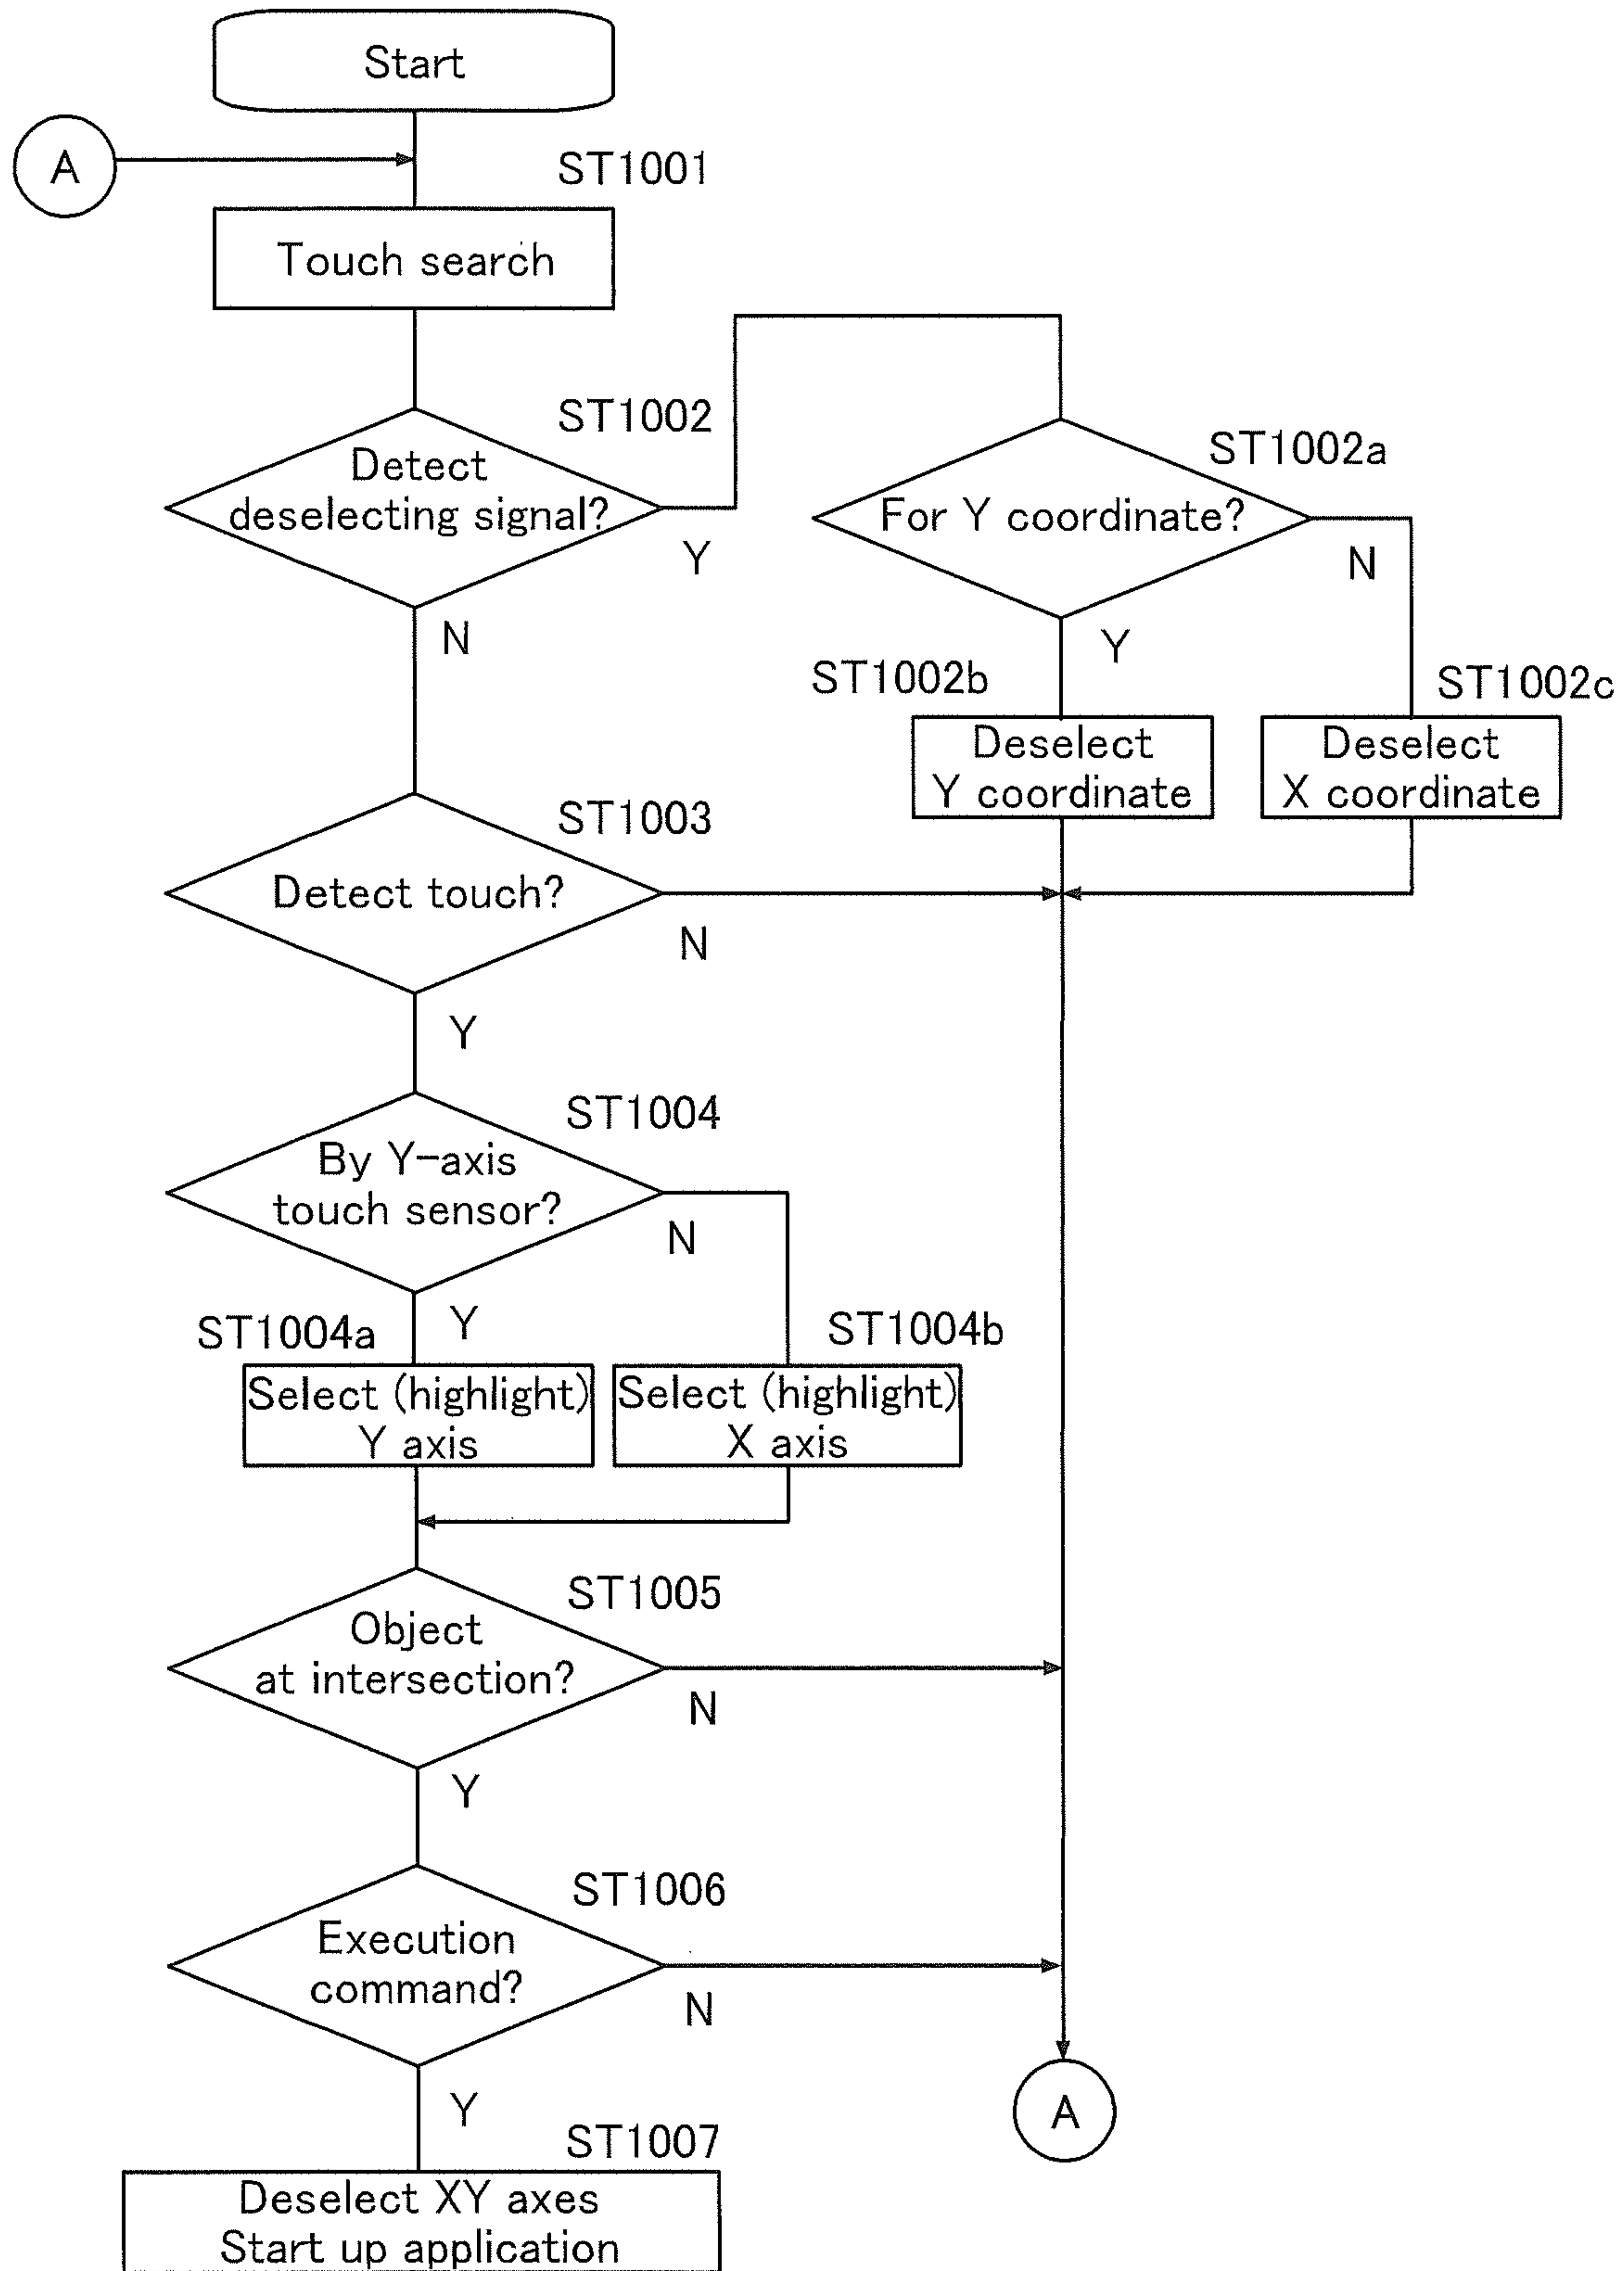 Start
A
ST1001
Touch search
ST1002
Detect
deselecting signal?
Y
N
ST1002a
For Y coordinate?
N
Y
ST1002b
Deselect
Y coordinate
ST1002c
Deselect
X coordinate
ST1003
Detect touch?
N
Y
ST1004
By Y-axis
touch sensor?
N
Y
ST1004a
Select (highlight)
Y axis
ST1004b
Select (highlight)
X axis
ST1005
Object
at intersection?
N
Y
ST1006
Execution
command?
N
Y
A
ST1007
Deselect XY axes
Start up application